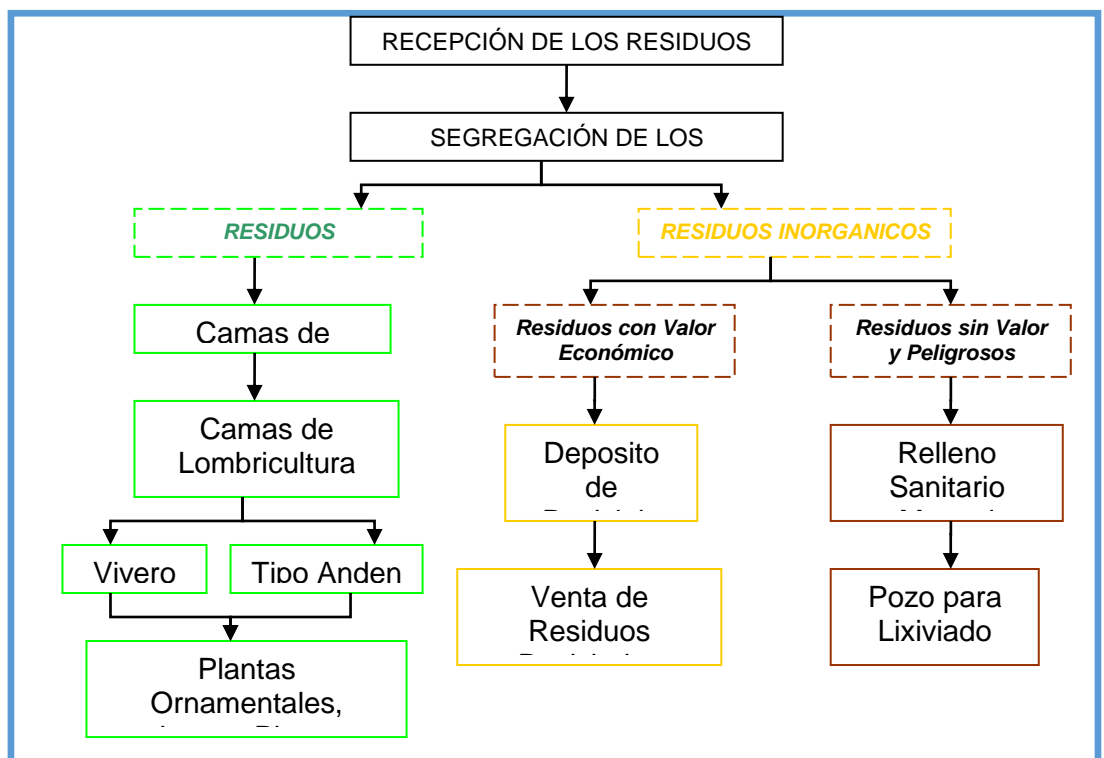 RECEPCIÓN DE LOS RESIDUOS
SEGREGACIÓN DE LOS
RESIDUOS
RESIDUOS INORGANICOS
Camas de
Residuos con Valor
Económico
Residuos sin Valor
y Peligrosos
Camas de
Lombricultura
Deposito
de
Relleno
Sanitario
Vivero
Tipo Anden
Venta de
Residuos
Pozo para
Lixiviado
Plantas
Ornamentales,